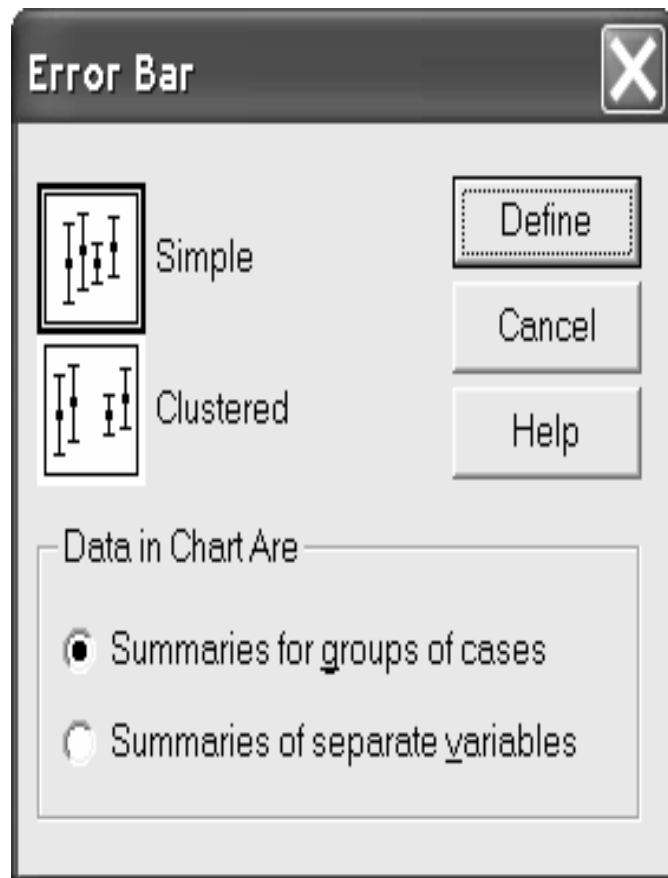 Error Bar
Simple
Define
Cancel
Clustered
Help
Data in Chart Are
Summaries for groups of cases
Summaries of separate variables